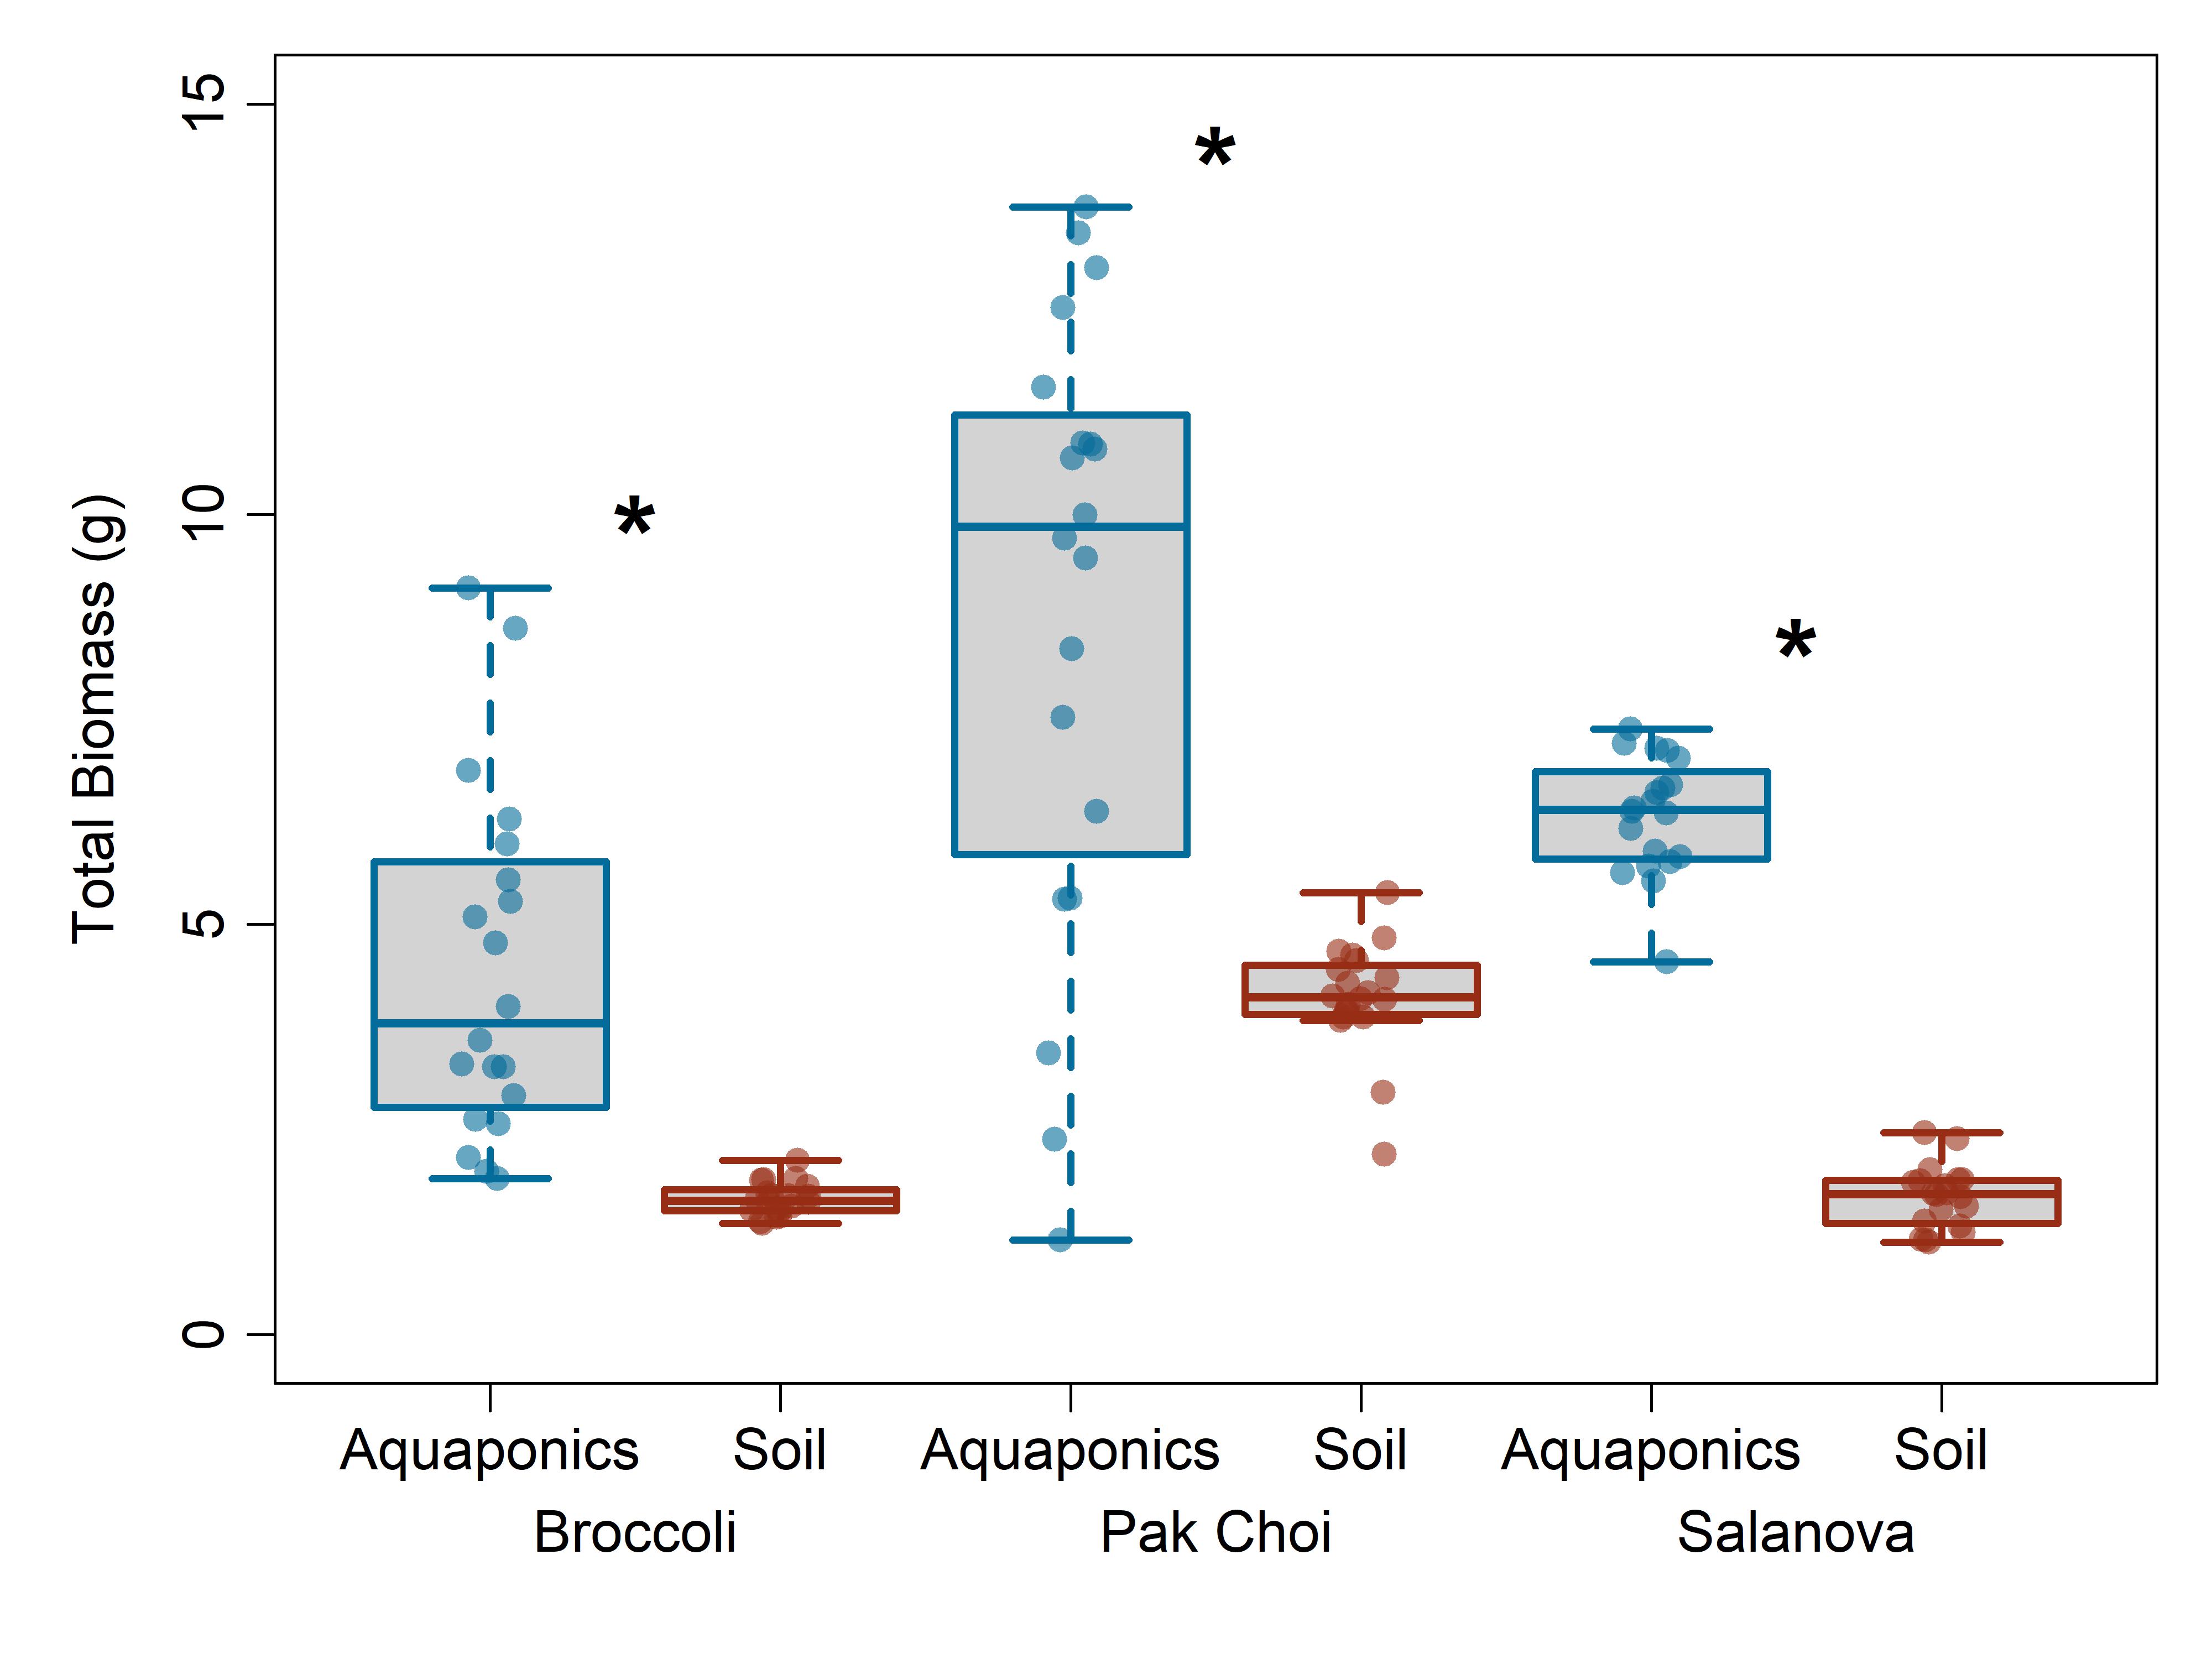 Total Biomass (g)
15
10
5
0
*
*
*
Aquaponics Soil Aquaponics Soil Aquaponics Soil
Broccoli Pak Choi Salanova